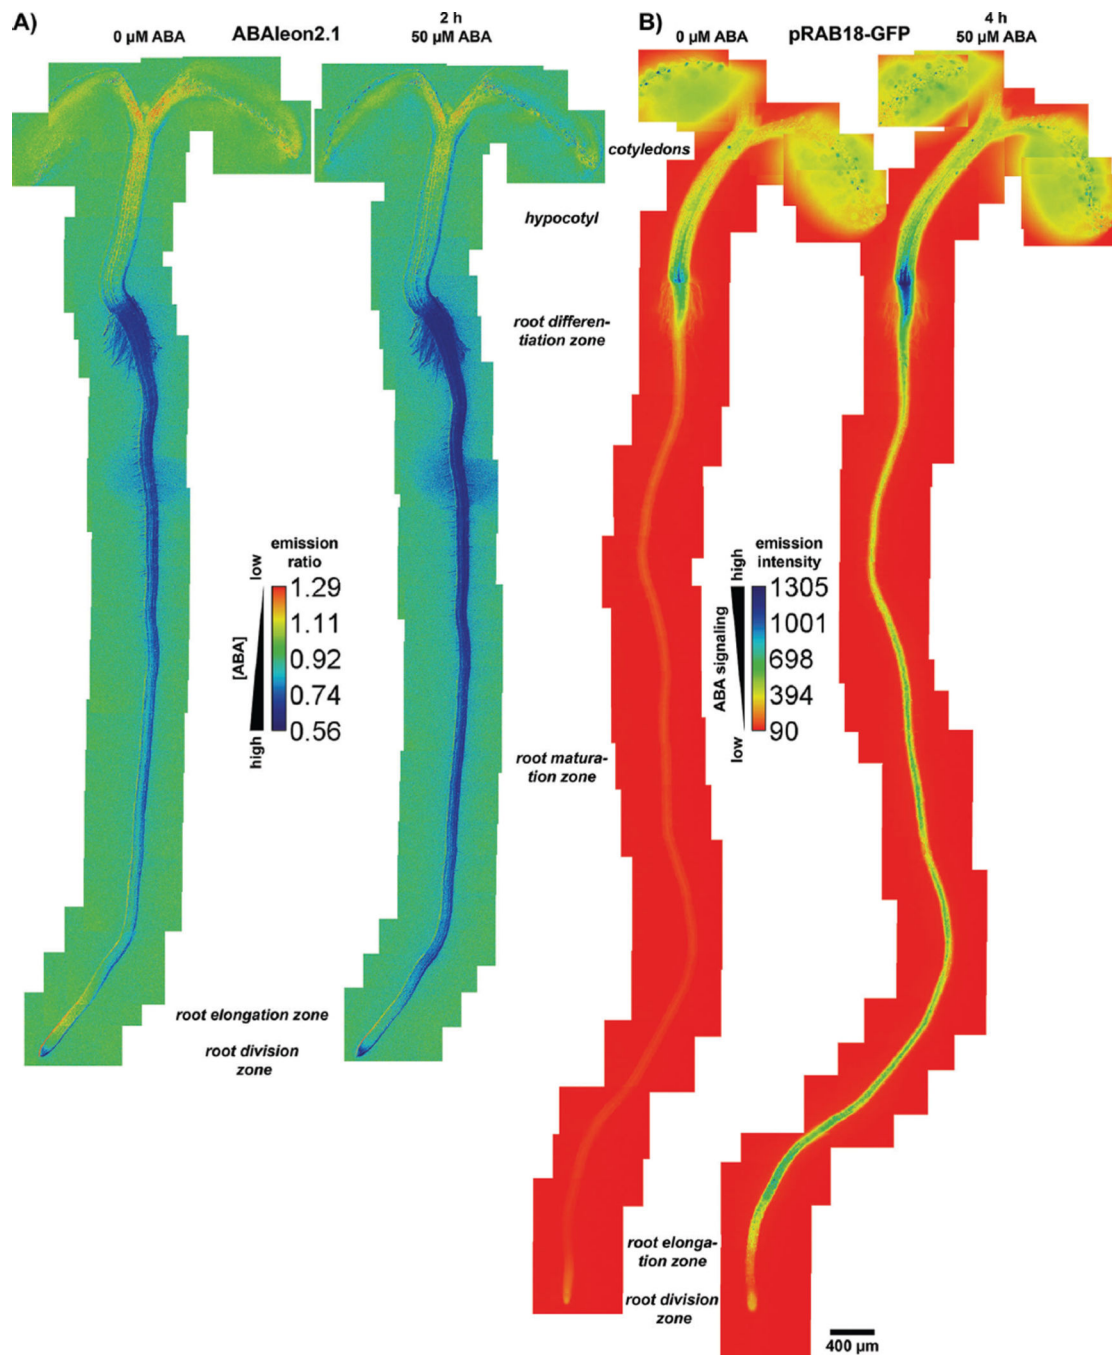 A)
0 µM ABA
ABAleon2.1
2 h
50 µM ABA
B)
0 µM ABA
pRAB18-GFP
4 h
50 µM ABA
cotyledons
hypocotyl
root differen-
tiation zone
emission
ratio
low
[ABA]
high
1.29
1.11
0.92
0.74
0.56
emission
intensity
high
ABA signaling
low
1305
1001
698
394
90
root matura-
tion zone
root elongation zone
root division
zone
root elonga-
tion zone
root division
zone
400 µm